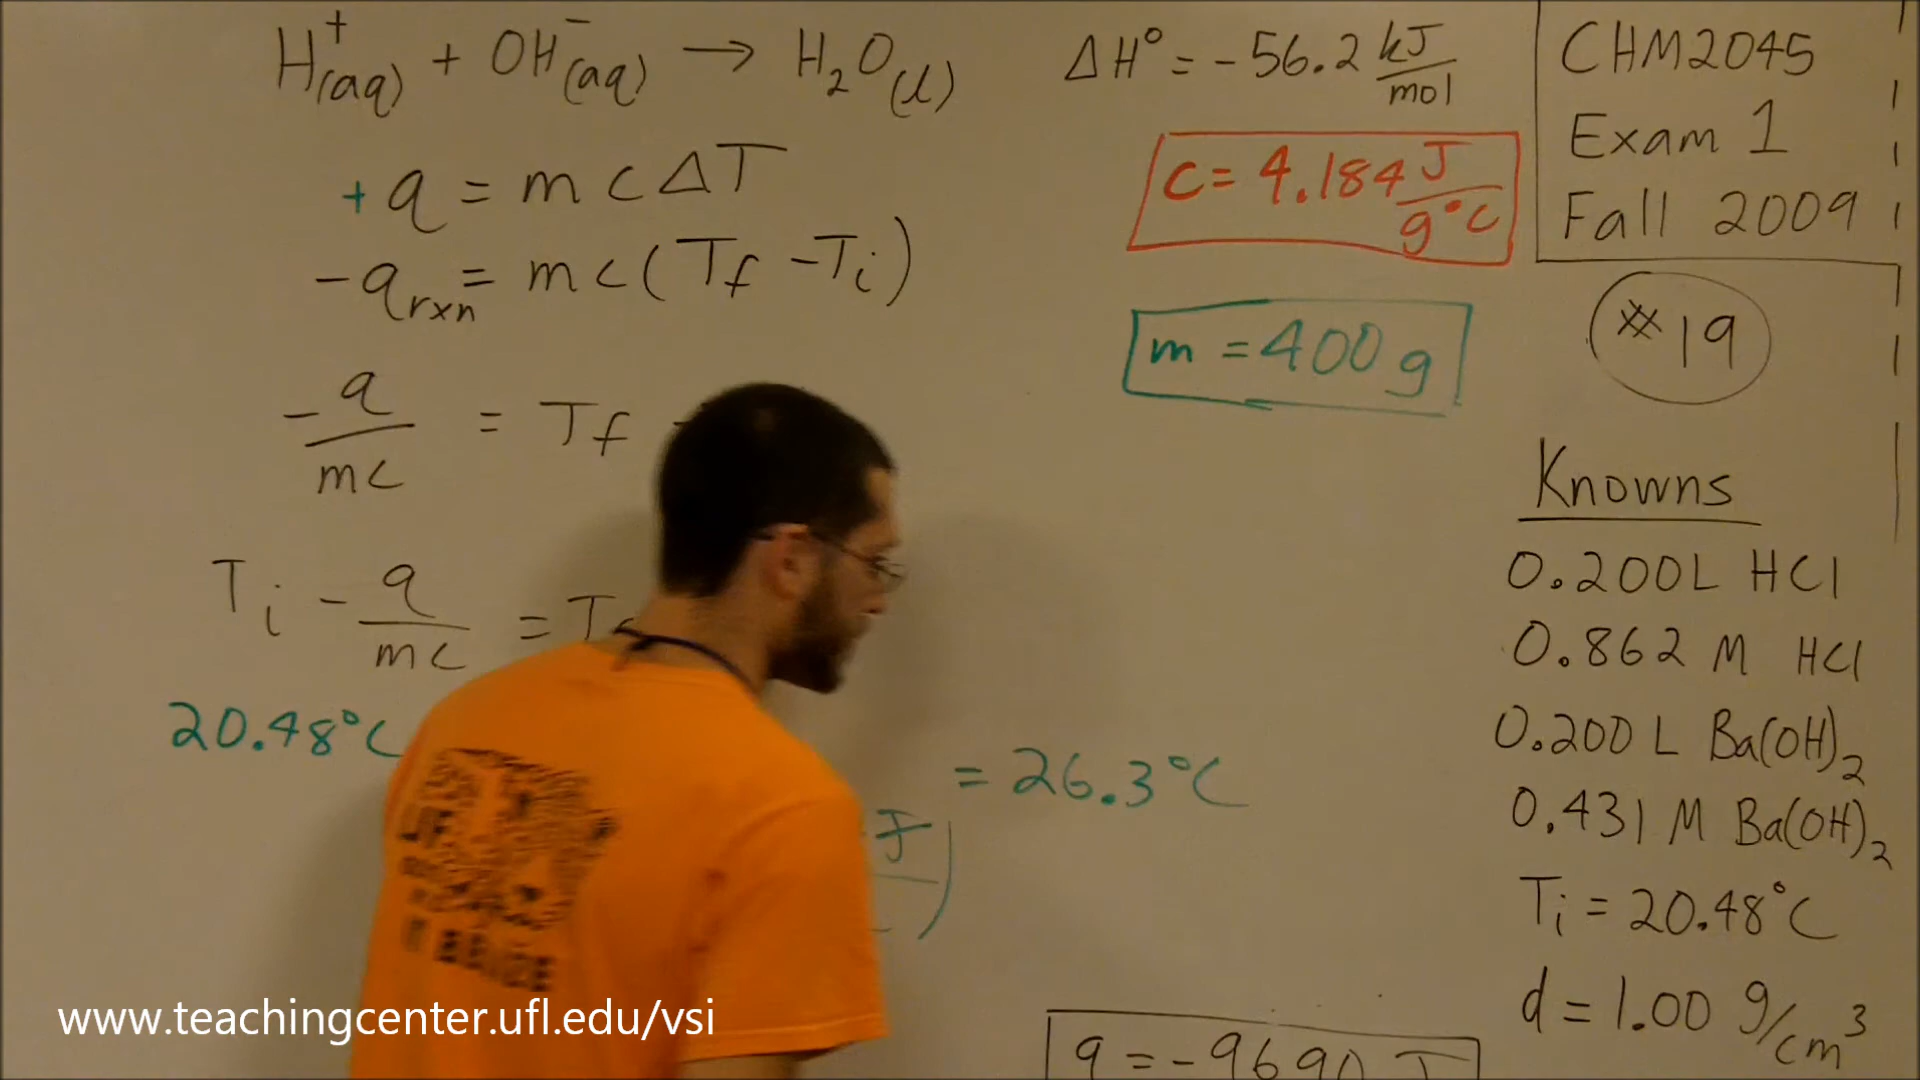 H⁺(aq) + OH⁻(aq) → H₂O(l)
ΔH° = -56.2 kJ/mol
+q = mcΔT
-q rxn = mc(Tf - Ti)
-q/mc = Tf
Ti - q/mc =
20.48°C
= 26.3°C
J
c = 4.184 J/g°C
m = 400 g
q = -9690 J
CHM2045
Exam 1
Fall 2009
#19
Knowns
0.200L HCl
0.862 M HCl
0.200 L Ba(OH)₂
0.431 M Ba(OH)₂
Ti = 20.48°C
d = 1.00 g/cm³
www.teachingcenter.ufl.edu/vsi